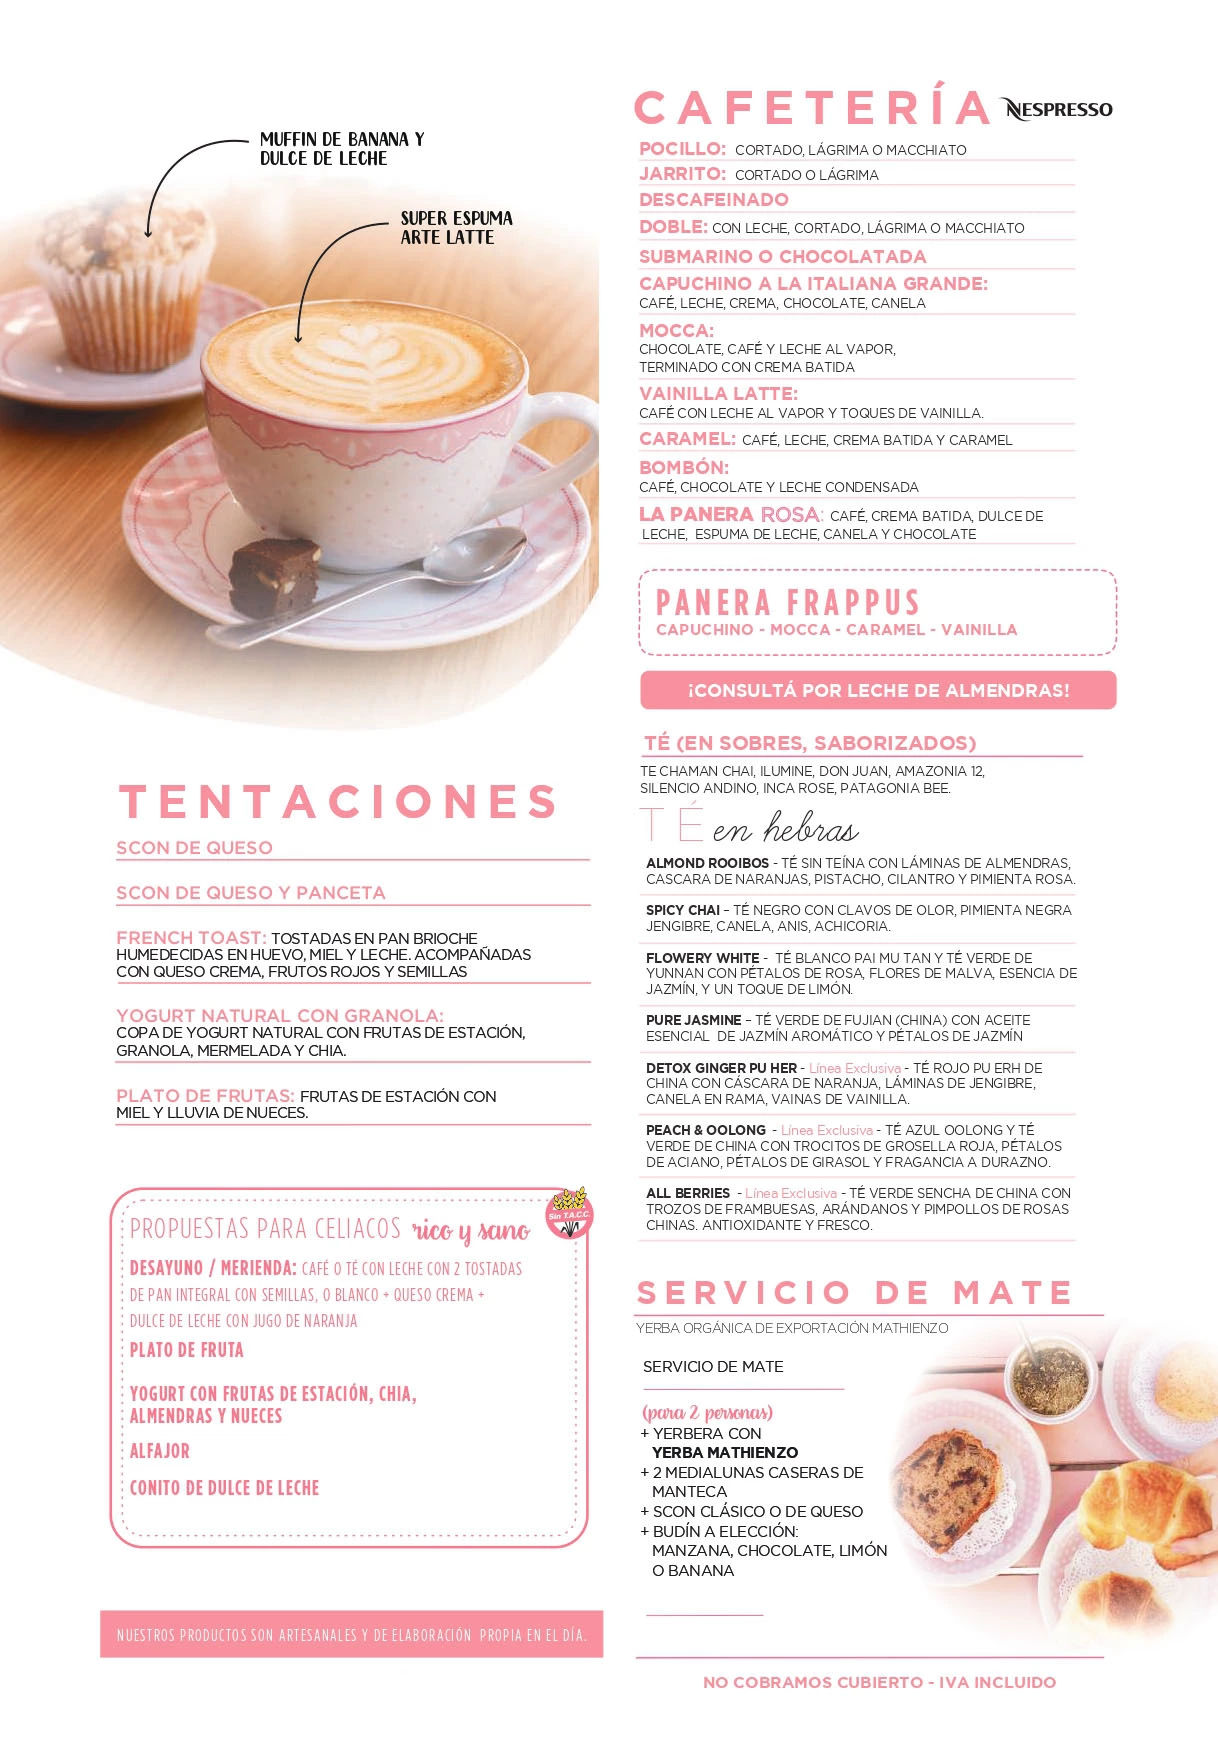 MUFFIN DE BANANA Y
DULCE DE LECHE
SUPER ESPUMA
ARTE LATTE
TENTACIONES
SCON DE QUESO
SCON DE QUESO Y PANCETA
FRENCH TOAST: TOSTADAS EN PAN BRIOCHE
HUMEDECIDAS EN HUEVO, MIEL Y LECHE. ACOMPAÑADAS
CON QUESO CREMA, FRUTOS ROJOS Y SEMILLAS
YOGURT NATURAL CON GRANOLA:
COPA DE YOGURT NATURAL CON FRUTAS DE ESTACIÓN,
GRANOLA, MERMELADA Y CHIA.
PLATO DE FRUTAS: FRUTAS DE ESTACIÓN CON
MIEL Y LLUVIA DE NUECES.
PROPUESTAS PARA CELIACOS rico y sano
Sin T.A.C.C.
DESAYUNO / MERIENDA: CAFÉ O TÉ CON LECHE CON 2 TOSTADAS
DE PAN INTEGRAL CON SEMILLAS, O BLANCO + QUESO CREMA +
DULCE DE LECHE CON JUGO DE NARANJA
PLATO DE FRUTA
YOGURT CON FRUTAS DE ESTACIÓN, CHIA,
ALMENDRAS Y NUECES
ALFAJOR
CONITO DE DULCE DE LECHE
NUESTROS PRODUCTOS SON ARTESANALES Y DE ELABORACIÓN PROPIA EN EL DÍA.
CAFETERÍA NESPRESSO
POCILLO: CORTADO, LÁGRIMA O MACCHIATO
JARRITO: CORTADO O LÁGRIMA
DESCAFEINADO
DOBLE: CON LECHE, CORTADO, LÁGRIMA O MACCHIATO
SUBMARINO O CHOCOLATADA
CAPUCHINO A LA ITALIANA GRANDE:
CAFÉ, LECHE, CREMA, CHOCOLATE, CANELA
MOCCA:
CHOCOLATE, CAFÉ Y LECHE AL VAPOR,
TERMINADO CON CREMA BATIDA
VAINILLA LATTE:
CAFÉ CON LECHE AL VAPOR Y TOQUES DE VAINILLA.
CARAMEL: CAFÉ, LECHE, CREMA BATIDA Y CARAMEL
BOMBÓN:
CAFÉ, CHOCOLATE Y LECHE CONDENSADA
LA PANERA ROSA: CAFÉ, CREMA BATIDA, DULCE DE
LECHE, ESPUMA DE LECHE, CANELA Y CHOCOLATE
PANERA FRAPPUS
CAPUCHINO - MOCCA - CARAMEL - VAINILLA
¡CONSULTÁ POR LECHE DE ALMENDRAS!
TÉ (EN SOBRES, SABORIZADOS)
TE CHAMAN CHAI, ILUMINE, DON JUAN, AMAZONIA 12,
SILENCIO ANDINO, INCA ROSE, PATAGONIA BEE.
TÉ en hebras
ALMOND ROOIBOS - TÉ SIN TEÍNA CON LÁMINAS DE ALMENDRAS,
CASCARA DE NARANJAS, PISTACHO, CILANTRO Y PIMIENTA ROSA.
SPICY CHAI – TÉ NEGRO CON CLAVOS DE OLOR, PIMIENTA NEGRA
JENGIBRE, CANELA, ANIS, ACHICORIA.
FLOWERY WHITE - TÉ BLANCO PAI MU TAN Y TÉ VERDE DE
YUNNAN CON PÉTALOS DE ROSA, FLORES DE MALVA, ESENCIA DE
JAZMÍN, Y UN TOQUE DE LIMÓN.
PURE JASMINE – TÉ VERDE DE FUJIAN (CHINA) CON ACEITE
ESENCIAL DE JAZMÍN AROMÁTICO Y PÉTALOS DE JAZMÍN
DETOX GINGER PU HER - Línea Exclusiva - TÉ ROJO PU ERH DE
CHINA CON CÁSCARA DE NARANJA, LÁMINAS DE JENGIBRE,
CANELA EN RAMA, VAINAS DE VAINILLA.
PEACH & OOLONG - Línea Exclusiva - TÉ AZUL OOLONG Y TÉ
VERDE DE CHINA CON TROCITOS DE GROSELLA ROJA, PÉTALOS
DE ACIANO, PÉTALOS DE GIRASOL Y FRAGANCIA A DURAZNO.
ALL BERRIES - Línea Exclusiva - TÉ VERDE SENCHA DE CHINA CON
TROZOS DE FRAMBUESAS, ARÁNDANOS Y PIMPOLLOS DE ROSAS
CHINAS. ANTIOXIDANTE Y FRESCO.
SERVICIO DE MATE
YERBA ORGÁNICA DE EXPORTACIÓN MATHIENZO
SERVICIO DE MATE
(para 2 personas)
+ YERBERA CON
YERBA MATHIENZO
+ 2 MEDIALUNAS CASERAS DE
MANTECA
+ SCON CLÁSICO O DE QUESO
+ BUDÍN A ELECCIÓN:
MANZANA, CHOCOLATE, LIMÓN
O BANANA
NO COBRAMOS CUBIERTO - IVA INCLUIDO